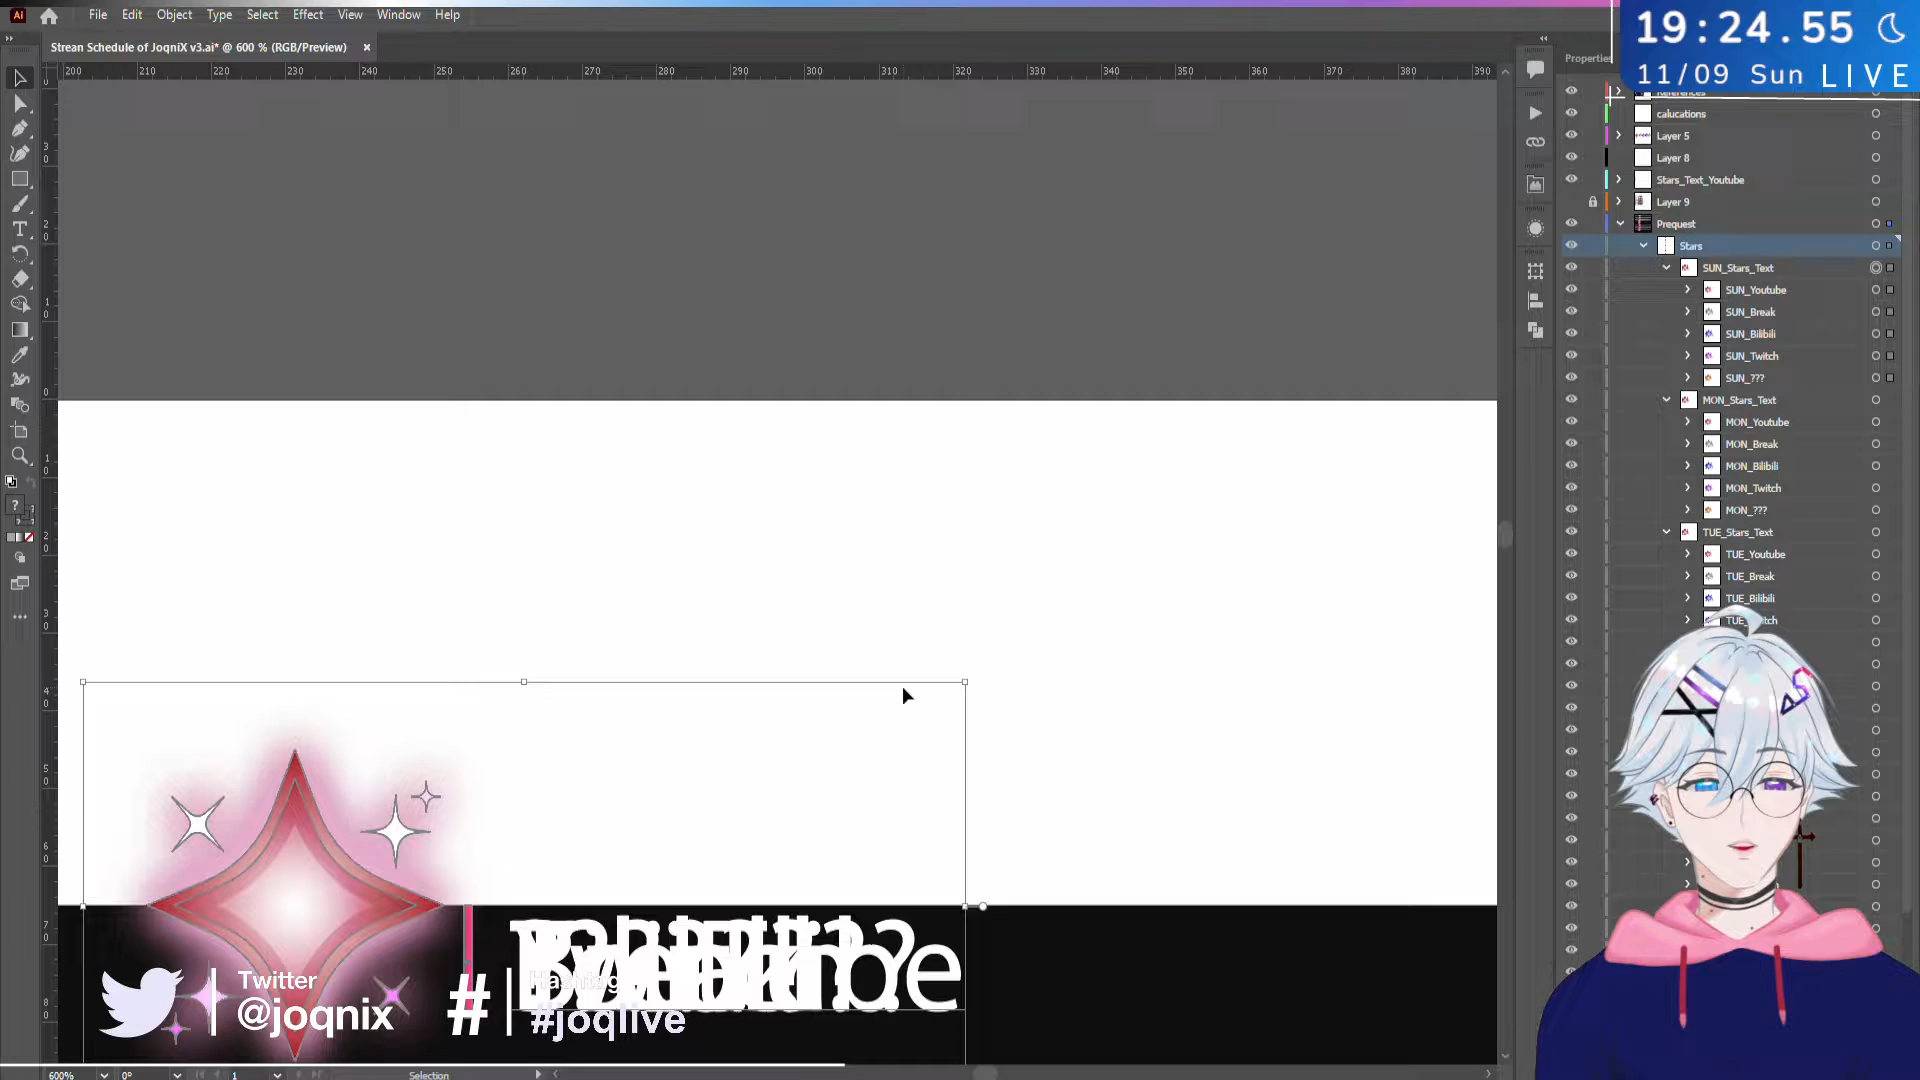 File Edit Object Type Select Effect View Window Help
19:24.55
11/09 Sun LIVE
Strean Schedule of JoqniX v3.ai* @ 600 % (RGB/Preview)
Properties
200 210 220 230 240 250 260 270 280 290 300 310 320 330 340 350 360 370 380 390
References
calucations
Layer 5
Layer 8
Stars_Text_Youtube
Layer 9
Prequest
Stars
SUN_Stars_Text
SUN_Youtube
SUN_Break
SUN_Bilibili
SUN_Twitch
SUN_???
MON_Stars_Text
MON_Youtube
MON_Break
MON_Bilibili
MON_Twitch
MON_???
TUE_Stars_Text
TUE_Youtube
TUE_Break
TUE_Bilibili
Twitter
@joqnix
#
Hashtag
#joqlive
600% 0° 1 Selection